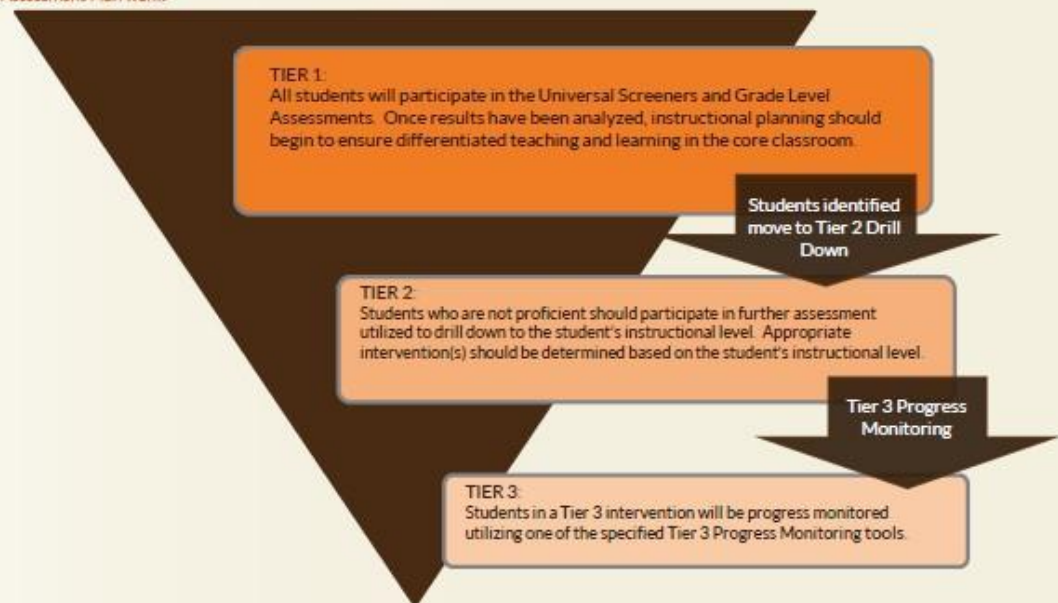 TIER 1:
All students will participate in the Universal Screeners and Grade Level
Assessments. Once results have been analyzed, instructional planning should
begin to ensure differentiated teaching and learning in the core classroom.
Students identified
move to Tier 2 Drill
Down
TIER 2:
Students who are not proficient should participate in further assessment
utilized to drill down to the student's instructional level. Appropriate
intervention(s) should be determined based on the student's instructional level.
Tier 3 Progress
Monitoring
TIER 3:
Students in a Tier 3 intervention will be progress monitored
utilizing one of the specified Tier 3 Progress Monitoring tools.